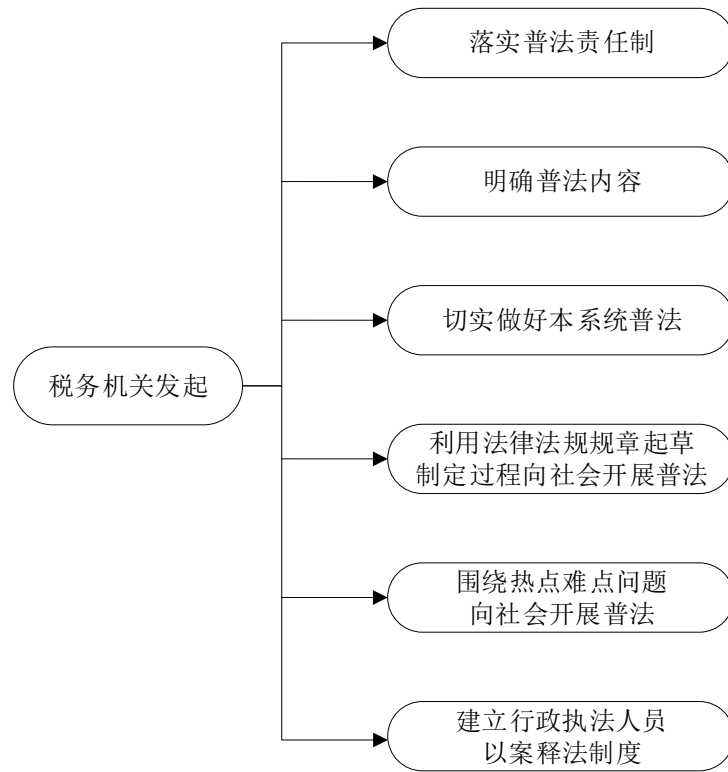 落实普法责任制
明确普法内容
切实做好本系统普法
税务机关发起
利用法律法规规章起草
制定过程向社会开展普法
围绕热点难点问题
向社会开展普法
建立行政执法人员
以案释法制度